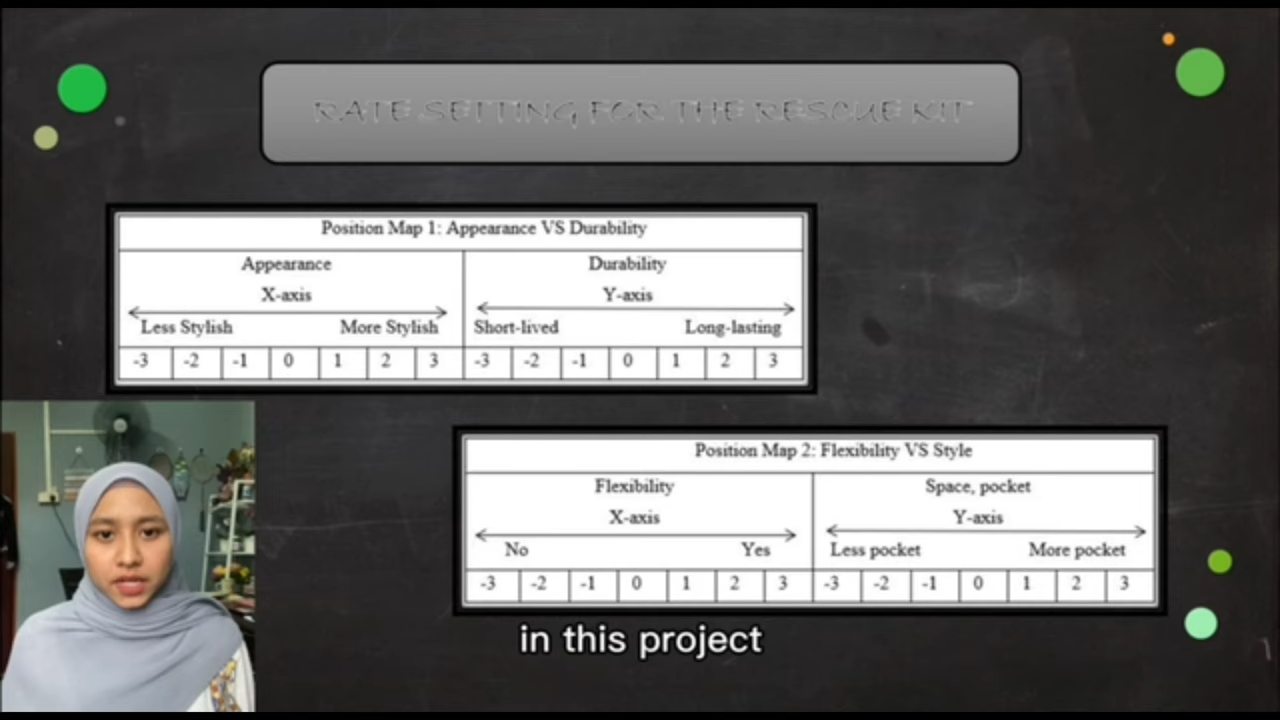 RATE SETTING FOR THE RESCUE KIT
Position Map 1: Appearance VS Durability
Appearance Durability
X-axis Y-axis
Less Stylish More Stylish Short-lived Long-lasting
-3 -2 -1 0 1 2 3 -3 -2 -1 0 1 2 3
Position Map 2: Flexibility VS Style
Flexibility Space, pocket
X-axis Y-axis
No Yes Less pocket More pocket
-3 -2 -1 0 1 2 3 -3 -2 -1 0 1 2 3
in this project